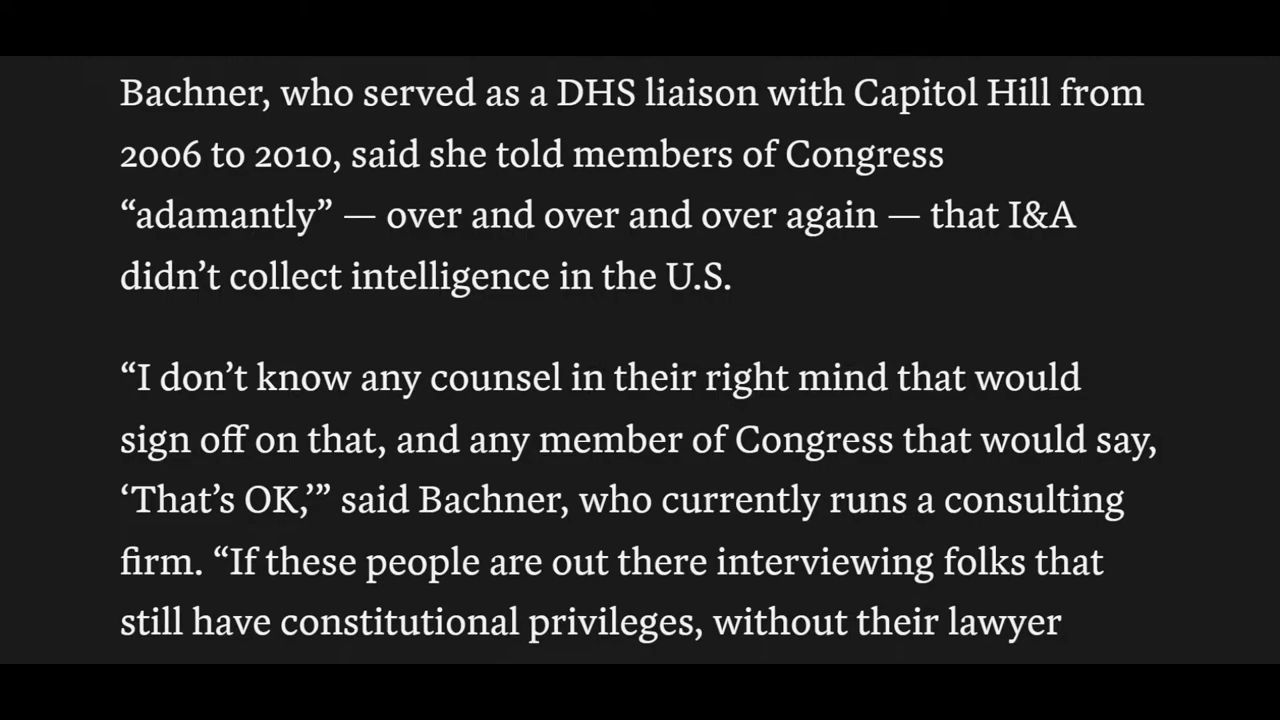 Bachner, who served as a DHS liaison with Capitol Hill from
2006 to 2010, said she told members of Congress
“adamantly” — over and over and over again — that I&A
didn’t collect intelligence in the U.S.
“I don’t know any counsel in their right mind that would
sign off on that, and any member of Congress that would say,
‘That’s OK,’” said Bachner, who currently runs a consulting
firm. “If these people are out there interviewing folks that
still have constitutional privileges, without their lawyer